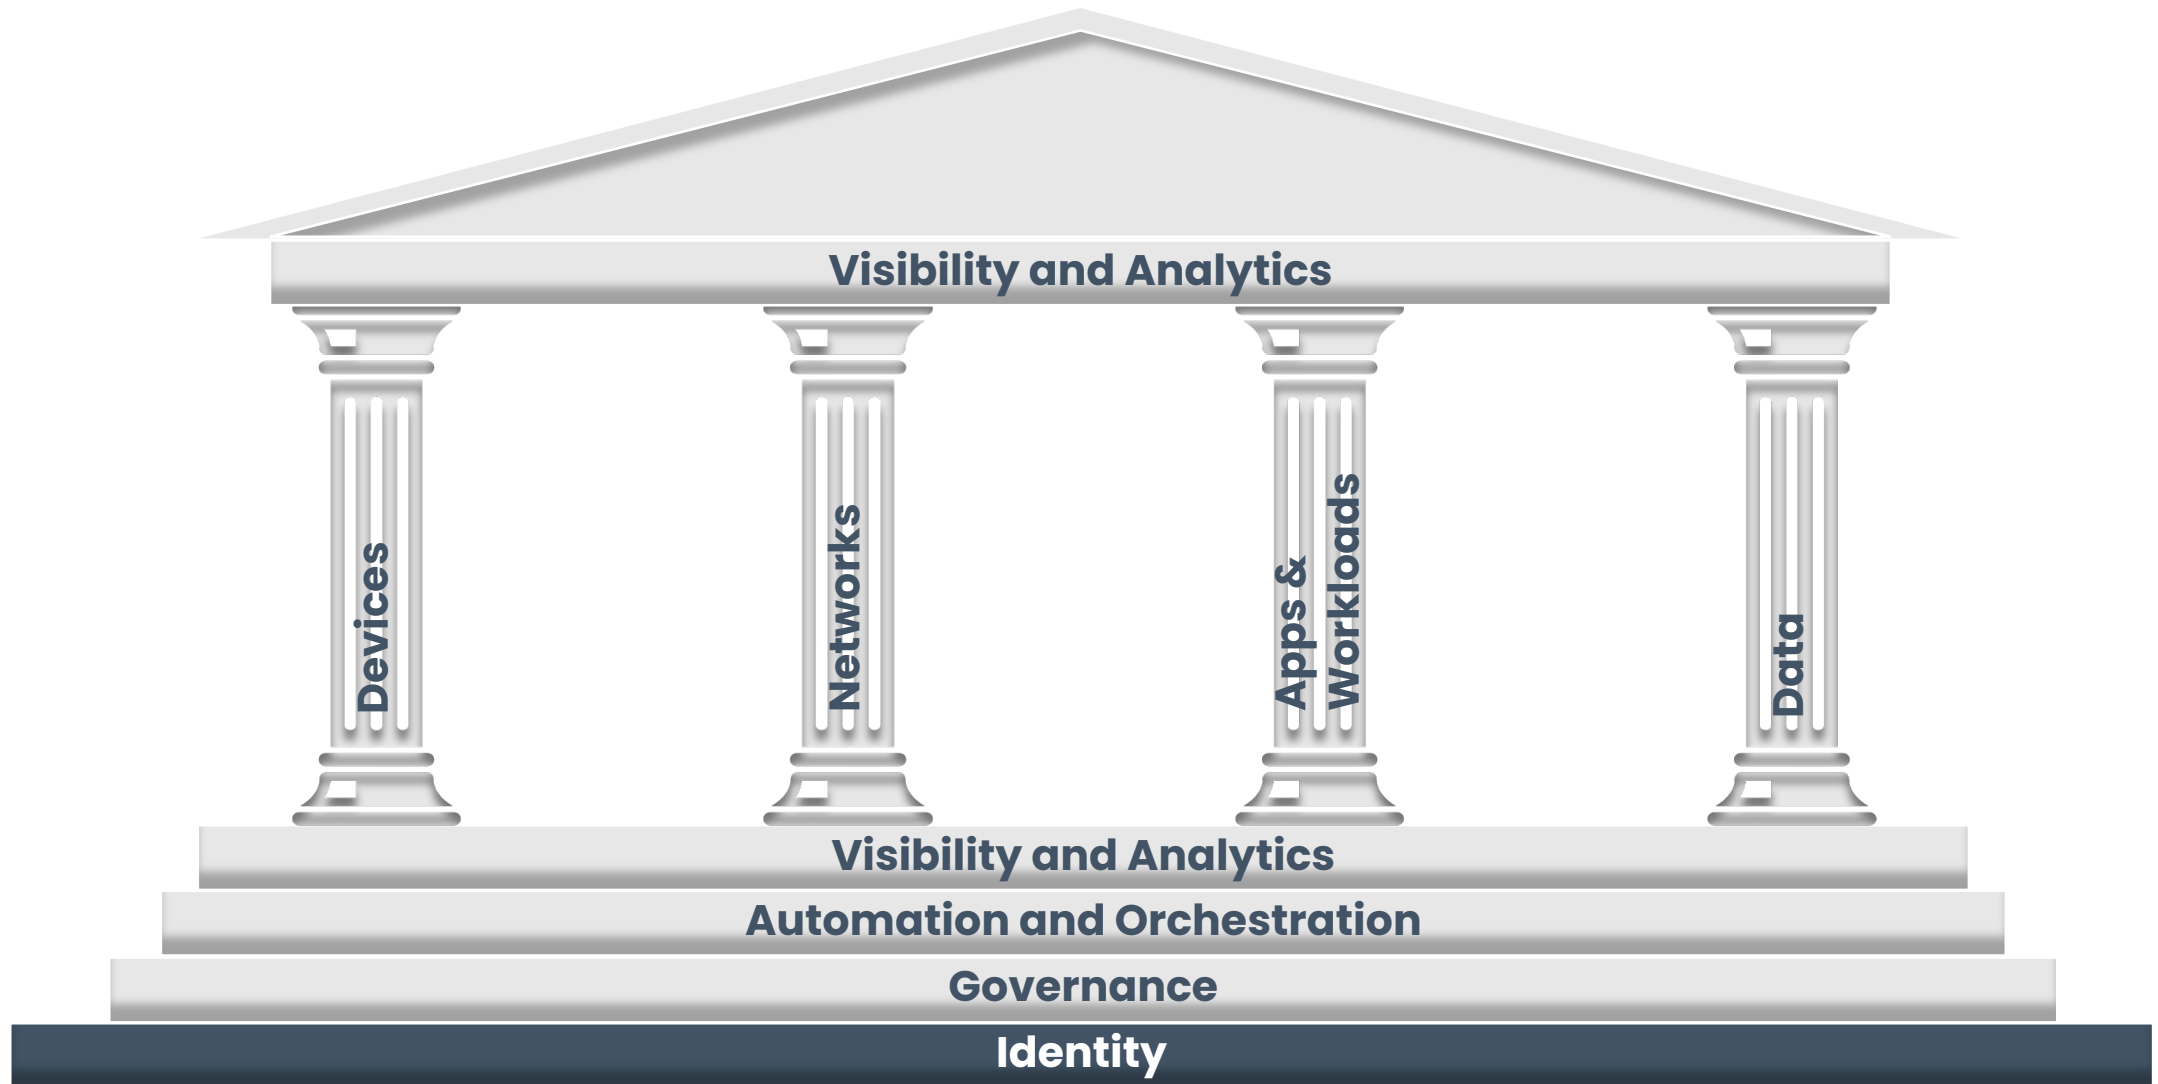 Visibility and Analytics
Devices
Networks
Apps &
Workloads
Data
Visibility and Analytics
Automation and Orchestration
Governance
Identity